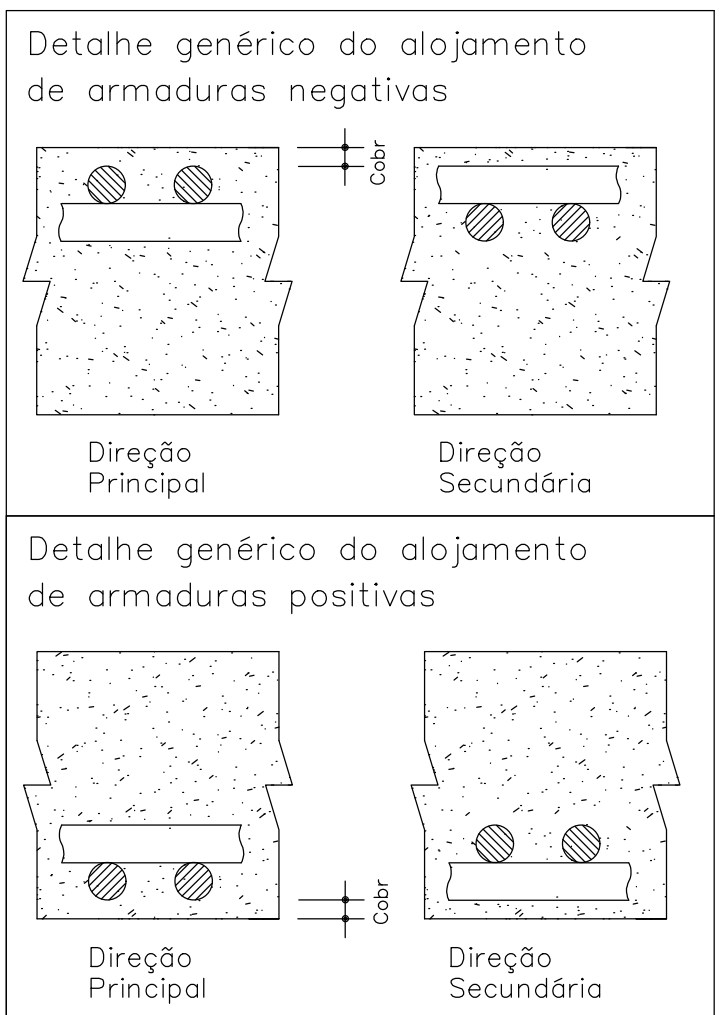 Detalhe genérico do alojamento
de armaduras negativas
Cobr
Direção
Principal
Direção
Secundária
Detalhe genérico do alojamento
de armaduras positivas
Cobr
Direção
Principal
Direção
Secundária